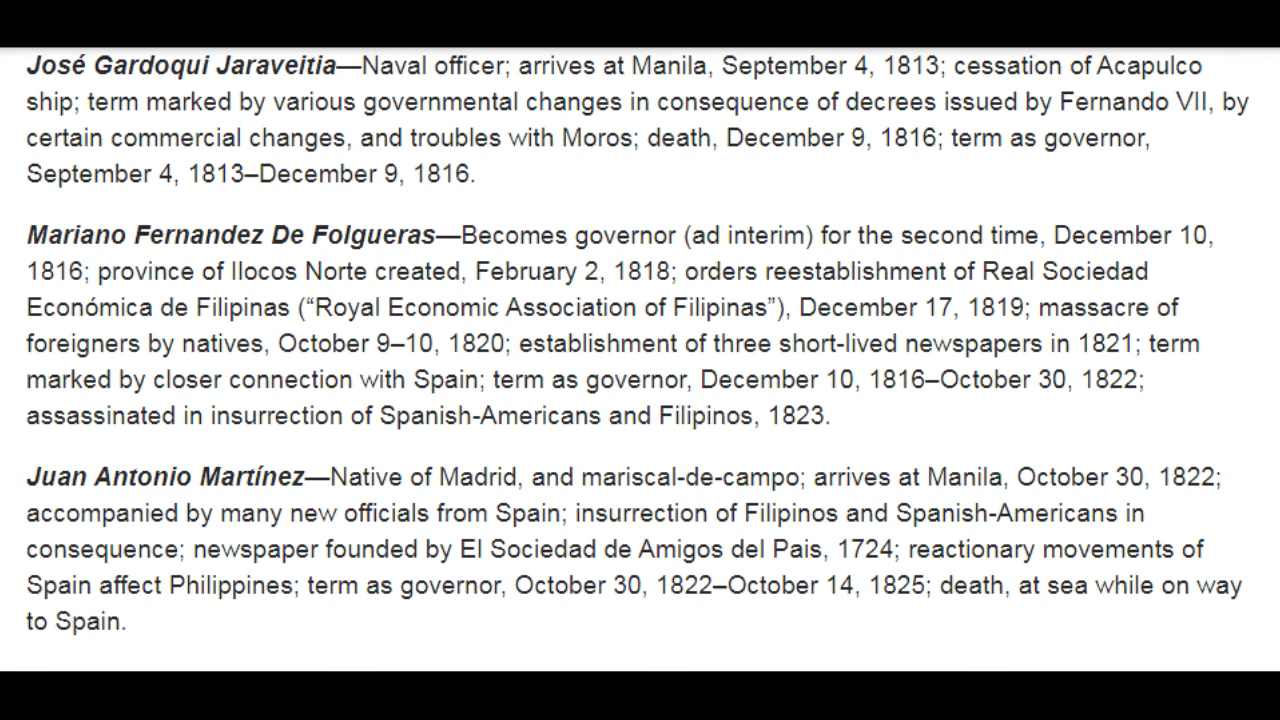 José Gardoqui Jaraveitia—Naval officer; arrives at Manila, September 4, 1813; cessation of Acapulco
ship; term marked by various governmental changes in consequence of decrees issued by Fernando VII, by
certain commercial changes, and troubles with Moros; death, December 9, 1816; term as governor,
September 4, 1813–December 9, 1816.
Mariano Fernandez De Folgueras—Becomes governor (ad interim) for the second time, December 10,
1816; province of Ilocos Norte created, February 2, 1818; orders reestablishment of Real Sociedad
Económica de Filipinas (“Royal Economic Association of Filipinas”), December 17, 1819; massacre of
foreigners by natives, October 9–10, 1820; establishment of three short-lived newspapers in 1821; term
marked by closer connection with Spain; term as governor, December 10, 1816–October 30, 1822;
assassinated in insurrection of Spanish-Americans and Filipinos, 1823.
Juan Antonio Martínez—Native of Madrid, and mariscal-de-campo; arrives at Manila, October 30, 1822;
accompanied by many new officials from Spain; insurrection of Filipinos and Spanish-Americans in
consequence; newspaper founded by El Sociedad de Amigos del Pais, 1724; reactionary movements of
Spain affect Philippines; term as governor, October 30, 1822–October 14, 1825; death, at sea while on way
to Spain.